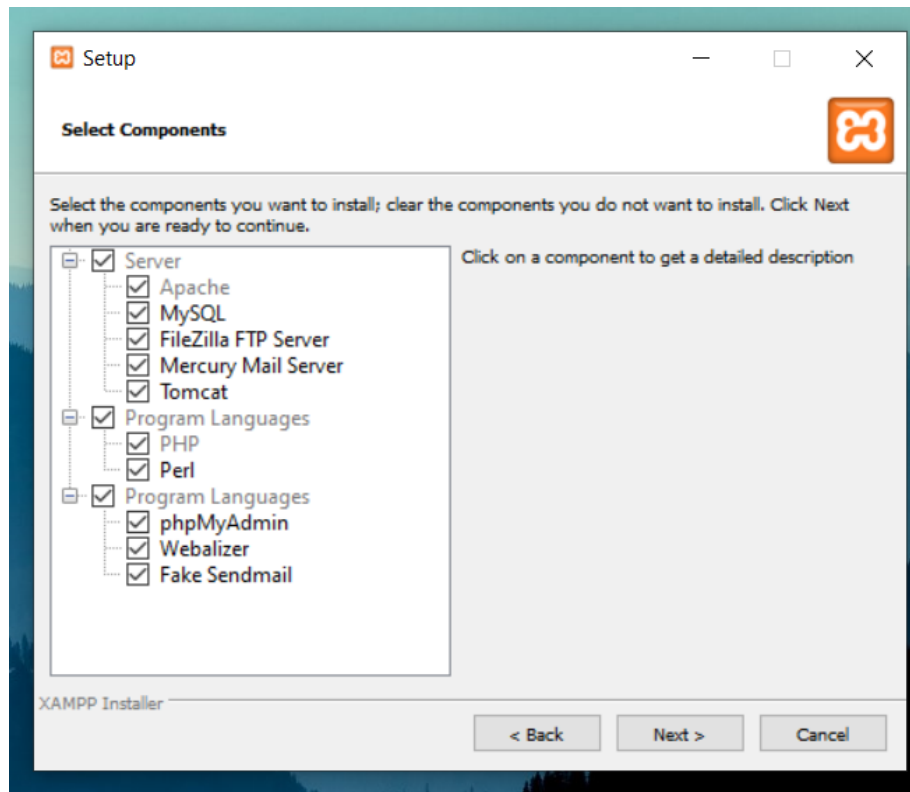 Setup
Select Components
Select the components you want to install; clear the components you do not want to install. Click Next
when you are ready to continue.
Server
Apache
MySQL
FileZilla FTP Server
Mercury Mail Server
Tomcat
Program Languages
PHP
Perl
Program Languages
phpMyAdmin
Webalizer
Fake Sendmail
Click on a component to get a detailed description
XAMPP Installer
< Back
Next >
Cancel